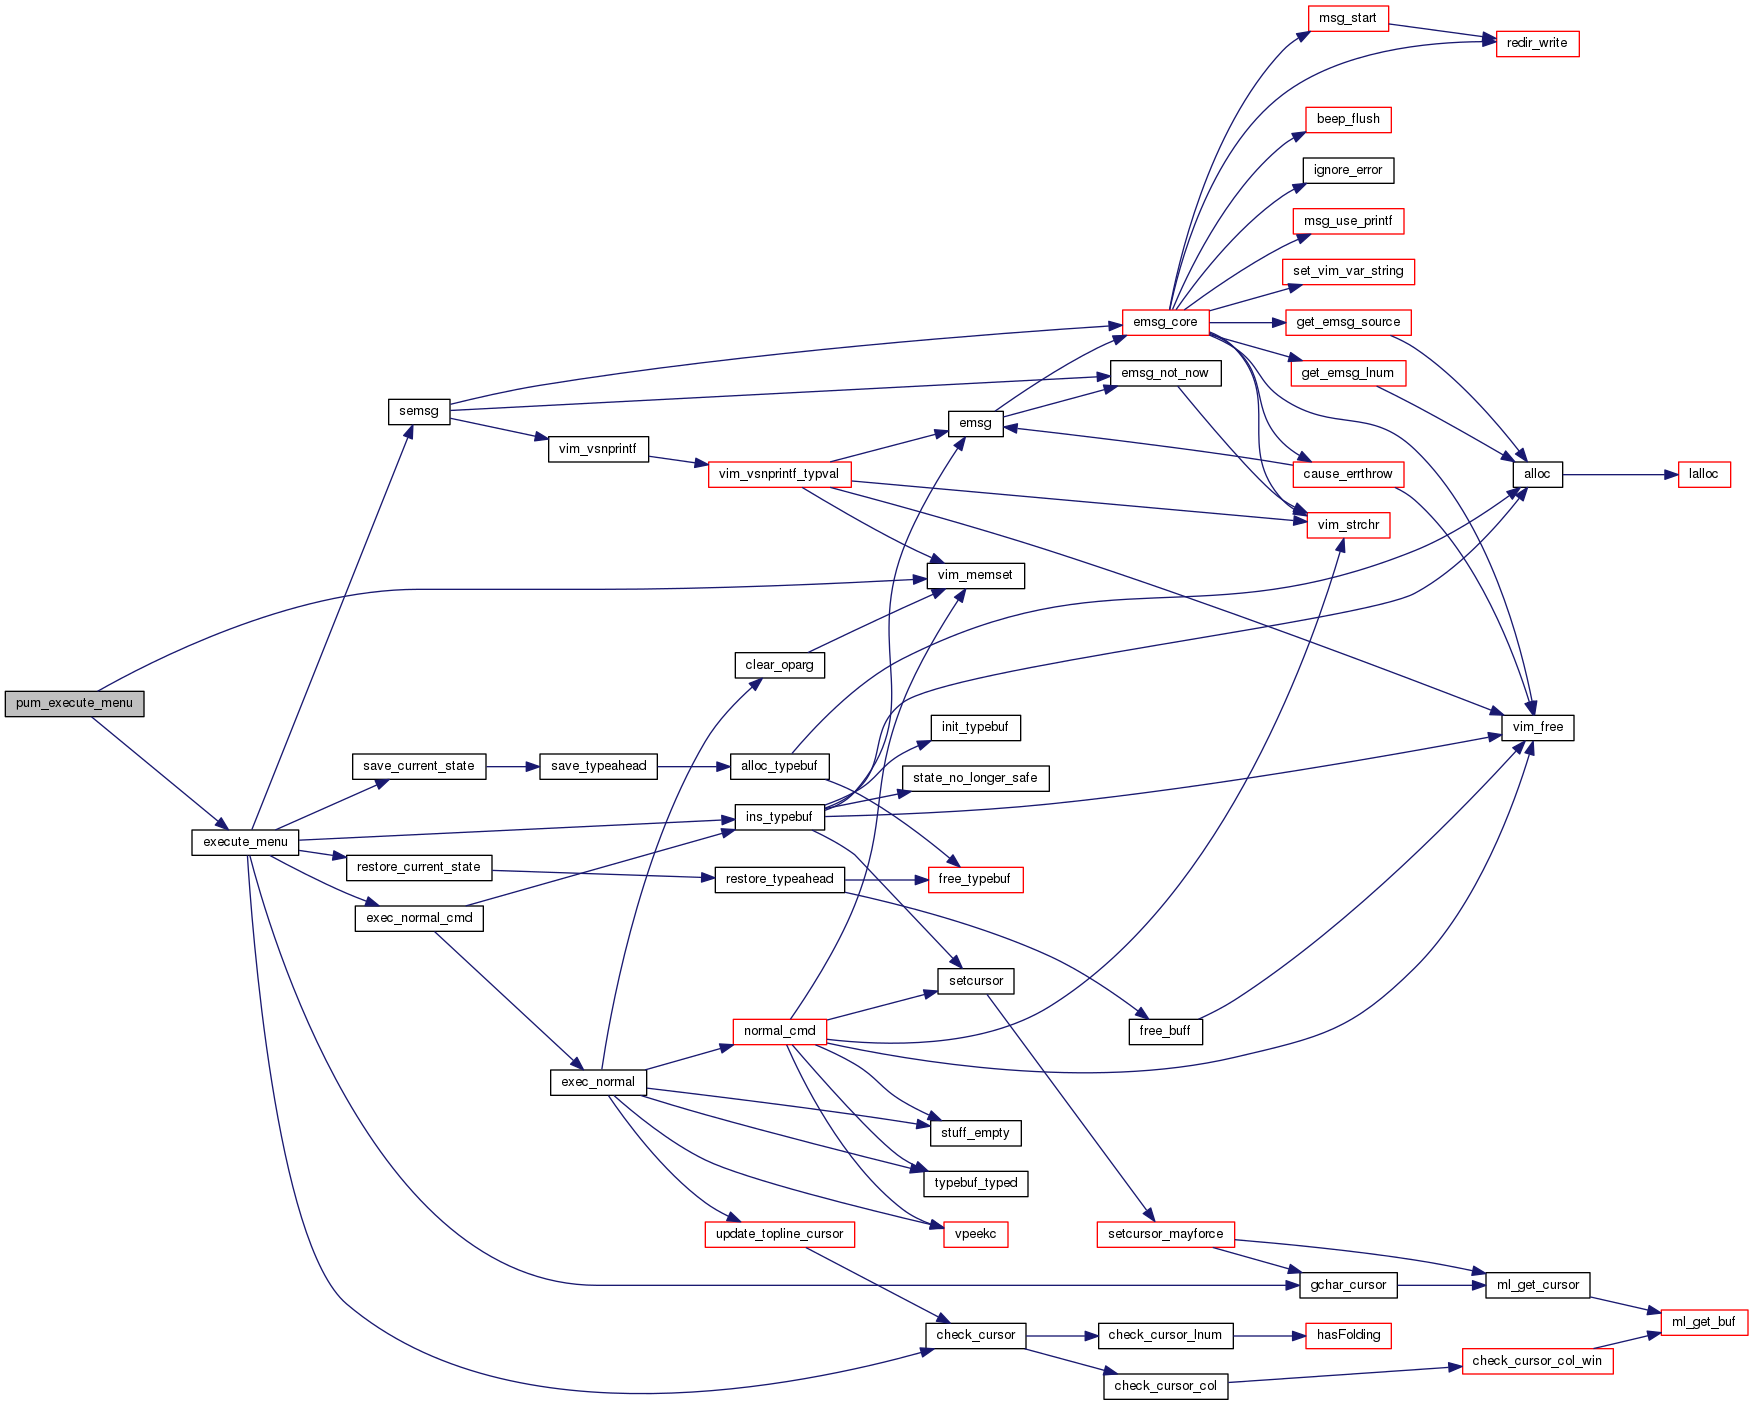 msg_start
redir_write
beep_flush
ignore_error
msg_use_printf
set_vim_var_string
emsg_core
get_emsg_source
get_emsg_lnum
emsg_not_now
semsg
emsg
vim_vsnprintf
vim_vsnprintf_typval
cause_errthrow
alloc
lalloc
vim_strchr
vim_memset
clear_oparg
pum_execute_menu
init_typebuf
vim_free
save_current_state
save_typeahead
alloc_typebuf
state_no_longer_safe
ins_typebuf
execute_menu
restore_current_state
restore_typeahead
free_typebuf
exec_normal_cmd
setcursor
normal_cmd
free_buff
exec_normal
stuff_empty
typebuf_typed
update_topline_cursor
vpeekc
setcursor_mayforce
gchar_cursor
ml_get_cursor
ml_get_buf
check_cursor
check_cursor_lnum
hasFolding
check_cursor_col_win
check_cursor_col